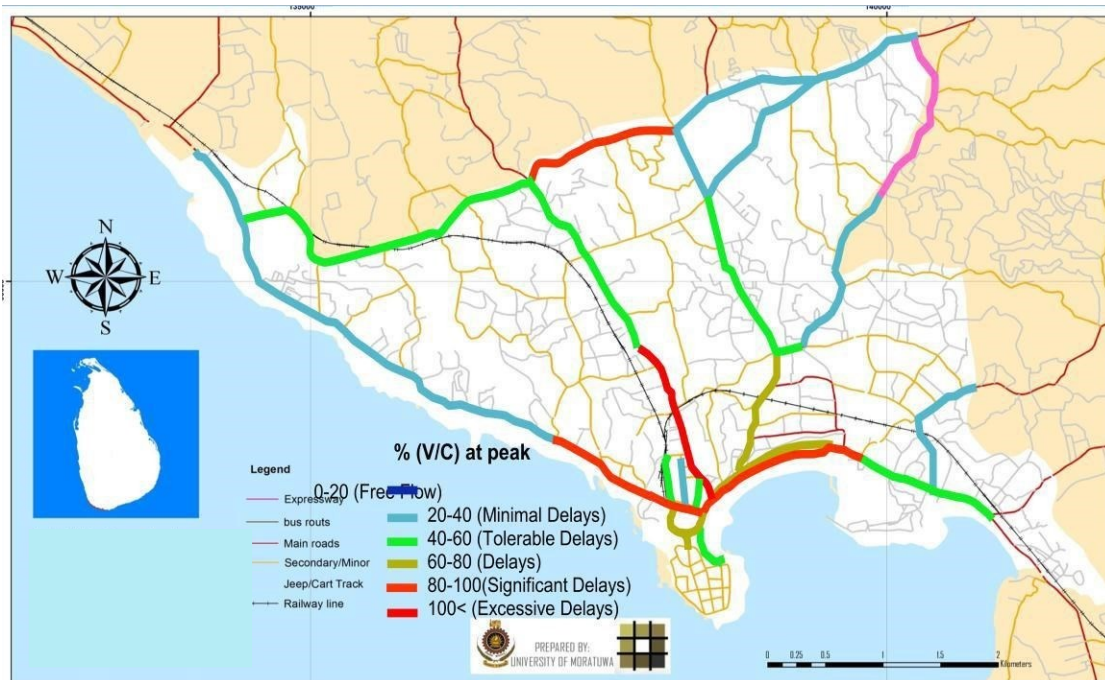 N
W E
S
% (V/C) at peak
Legend
Expressway
0-20 (Free Flow)
bus routs
20-40 (Minimal Delays)
Main roads
40-60 (Tolerable Delays)
Secondary/Minor
60-80 (Delays)
Jeep/Cart Track
80-100(Significant Delays)
Railway line
100< (Excessive Delays)
PREPARED BY:
UNIVERSITY OF MORATUWA
0 0.25 0.5 1 1.5 2
Kilometers